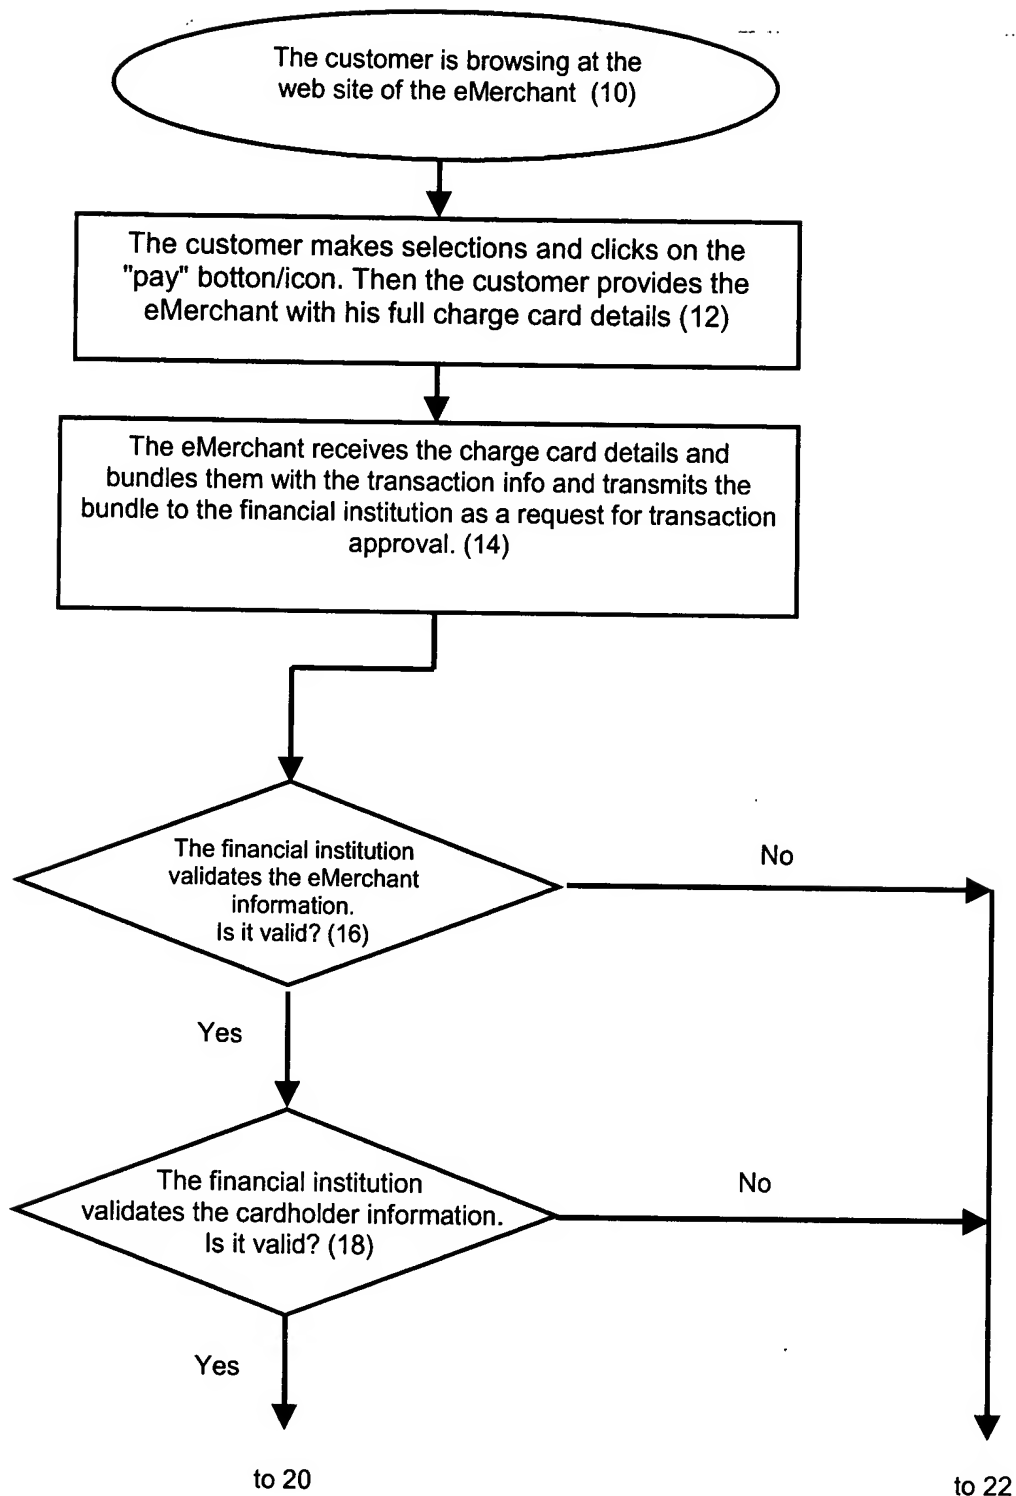 The customer is browsing at the
web site of the eMerchant (10)
The customer makes selections and clicks on the
"pay" botton/icon. Then the customer provides the
eMerchant with his full charge card details (12)
The eMerchant receives the charge card details and
bundles them with the transaction info and transmits the
bundle to the financial institution as a request for transaction
approval. (14)
The financial institution
validates the eMerchant
information.
Is it valid? (16)
No
Yes
The financial institution
validates the cardholder information.
Is it valid? (18)
No
Yes
to 20
to 22